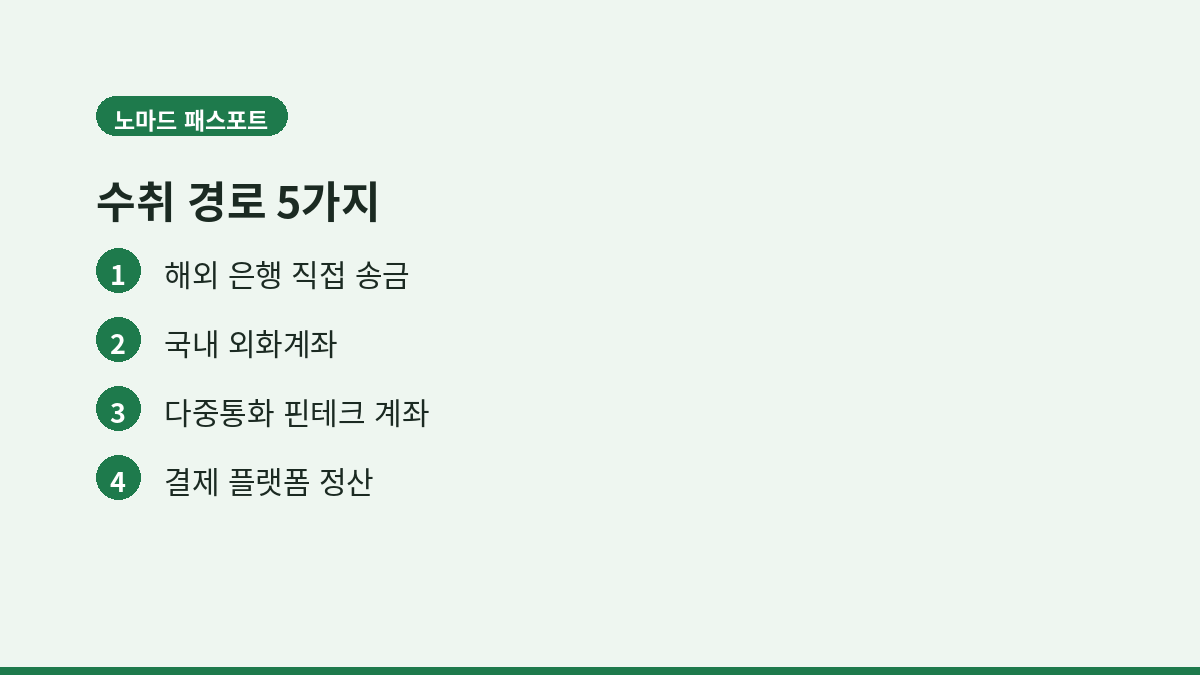 노마드 패스포트
수취 경로 5가지
1 해외 은행 직접 송금
2 국내 외화계좌
3 다중통화 핀테크 계좌
4 결제 플랫폼 정산